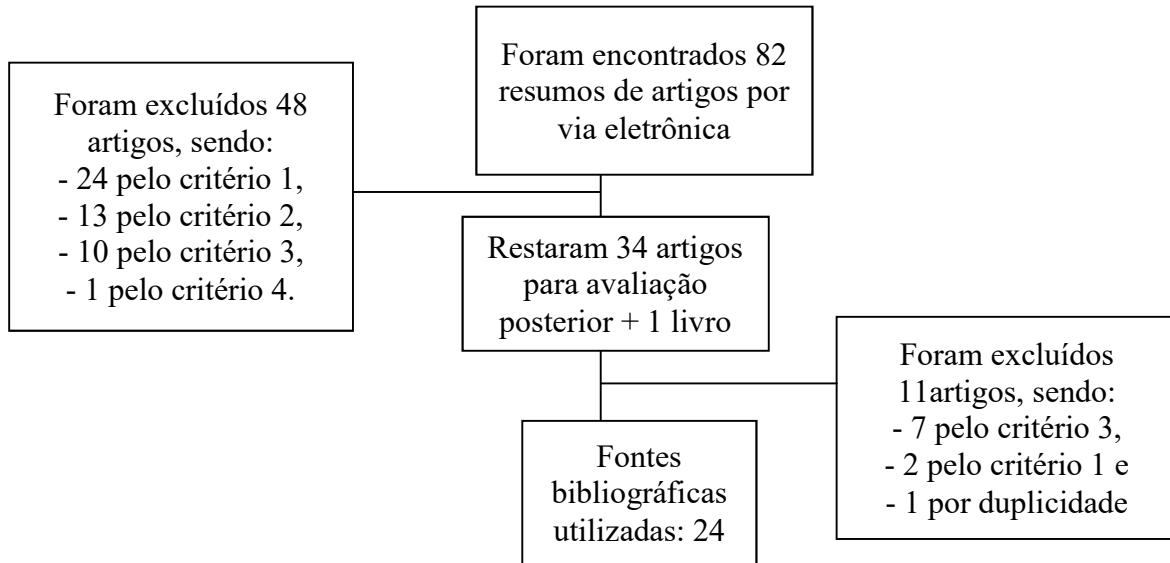 Foram encontrados 82
resumos de artigos por
via eletrônica
Foram excluídos 48
artigos, sendo:
- 24 pelo critério 1,
- 13 pelo critério 2,
- 10 pelo critério 3,
- 1 pelo critério 4.
Restaram 34 artigos
para avaliação
posterior + 1 livro
Foram excluídos
11artigos, sendo:
- 7 pelo critério 3,
- 2 pelo critério 1 e
- 1 por duplicidade
Fontes
bibliográficas
utilizadas: 24